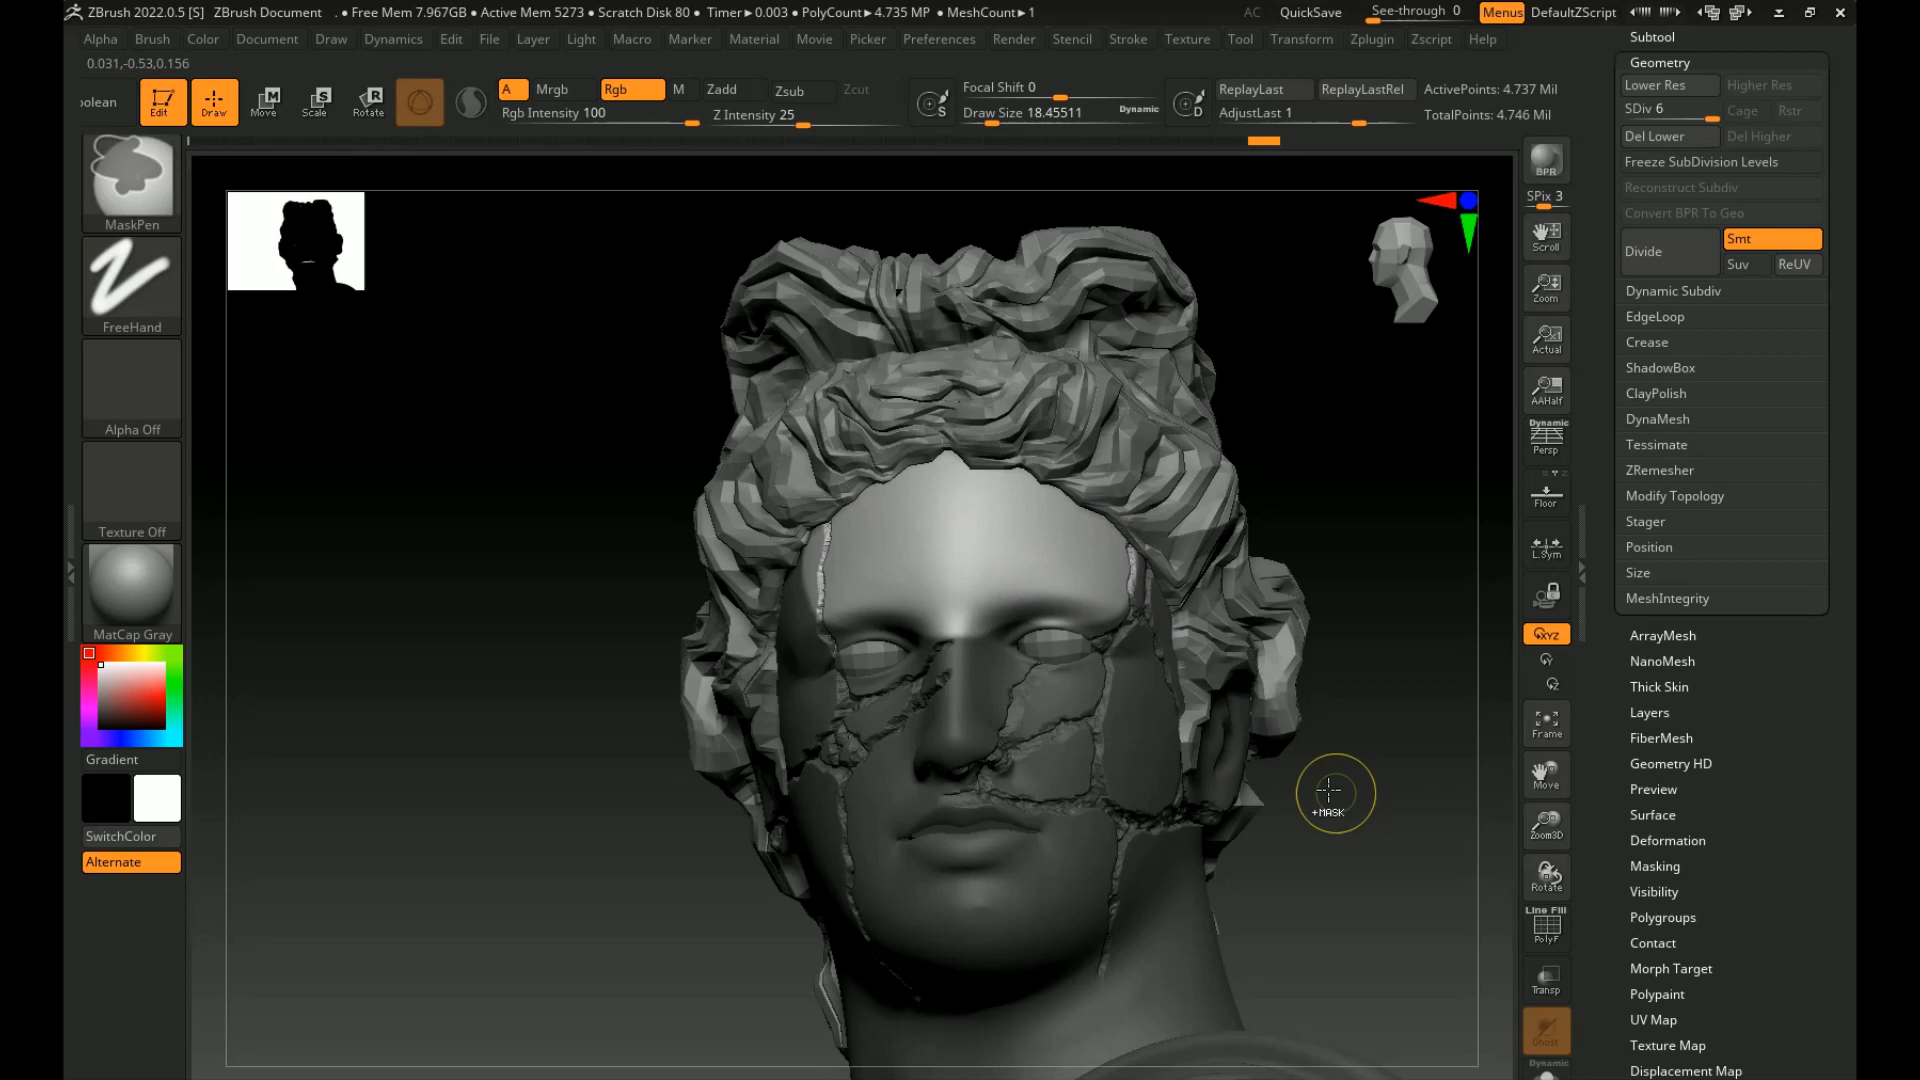 ZBrush 2022.0.5 [S] ZBrush Document . ● Free Mem 7.967GB ● Active Mem 5273 ● Scratch Disk 80 ● Timer►0.003 ● PolyCount►4.735 MP ● MeshCount►1 AC QuickSave See-through 0 Menus DefaultZScript
Alpha Brush Color Document Draw Dynamics Edit File Layer Light Macro Marker Material Movie Picker Preferences Render Stencil Stroke Texture Tool Transform Zplugin Zscript Help
0.031,-0.53,0.156
oolean
Edit
Draw
M
Move
S
Scale
R
Rotate
A Mrgb Rgb M Zadd Zsub Zcut
Rgb Intensity 100 Z Intensity 25
S
Focal Shift 0
Draw Size 18.45511 Dynamic
D
ReplayLast ReplayLastRel ActivePoints: 4.737 Mil
AdjustLast 1 TotalPoints: 4.746 Mil
MaskPen
FreeHand
Alpha Off
Texture Off
MatCap Gray
Gradient
SwitchColor
Alternate
+MASK
BPR
SPix 3
Scroll
Zoom
Actual
AAHalf
Dynamic
Persp
Floor
L.Sym
XYZ
Y
Z
Frame
Move
Zoom3D
Rotate
Line Fill
PolyF
Transp
Ghost
Dynamic
Subtool
Geometry
Lower Res Higher Res
SDiv 6 Cage Rstr
Del Lower Del Higher
Freeze SubDivision Levels
Reconstruct Subdiv
Convert BPR To Geo
Divide Smt
Suv ReUV
Dynamic Subdiv
EdgeLoop
Crease
ShadowBox
ClayPolish
DynaMesh
Tessimate
ZRemesher
Modify Topology
Stager
Position
Size
MeshIntegrity
ArrayMesh
NanoMesh
Thick Skin
Layers
FiberMesh
Geometry HD
Preview
Surface
Deformation
Masking
Visibility
Polygroups
Contact
Morph Target
Polypaint
UV Map
Texture Map
Displacement Map